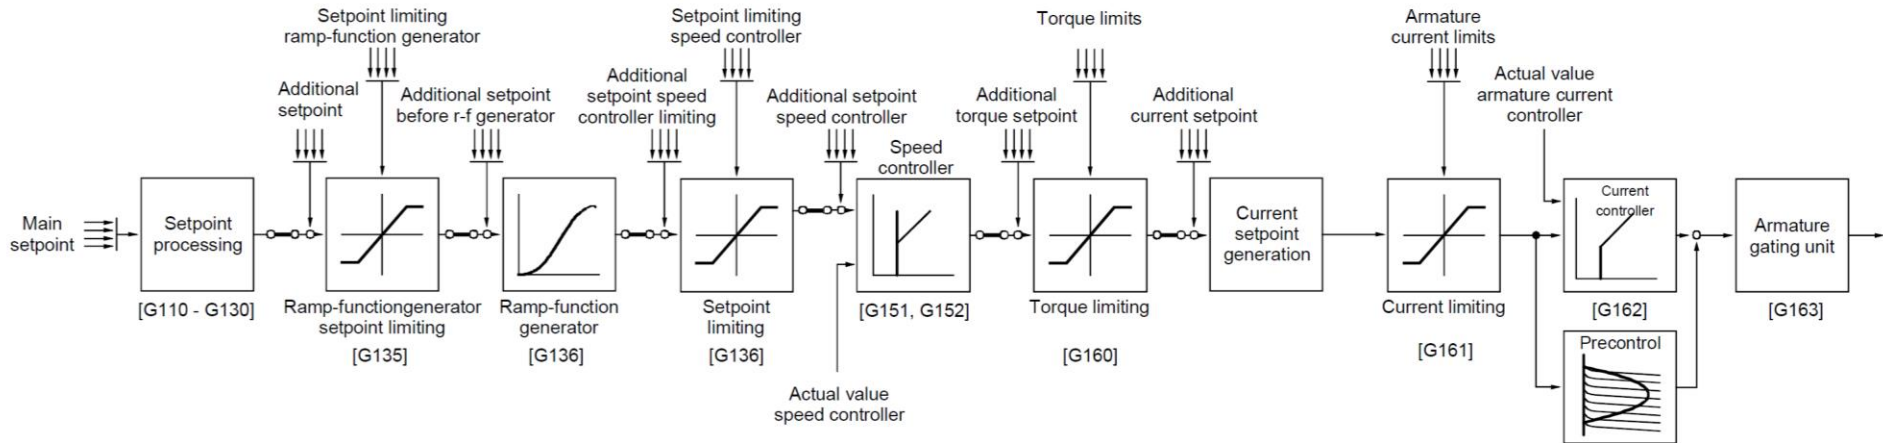 Setpoint limiting
ramp-function generator
Setpoint limiting
speed controller
Torque limits
Armature
current limits
Additional
setpoint
Additional setpoint
before r-f generator
Additional
setpoint speed
controller limiting
Additional setpoint
speed controller
Additional
torque setpoint
Additional
current setpoint
Actual value
armature current
controller
Main
setpoint
Setpoint
processing
[G110 - G130]
Ramp-functiongenerator
setpoint limiting
[G135]
Ramp-function
generator
[G136]
Setpoint
limiting
[G136]
Speed
controller
[G151, G152]
Actual value
speed controller
Torque limiting
[G160]
Current
setpoint
generation
Current limiting
[G161]
Current
controller
[G162]
Precontrol
Armature
gating unit
[G163]